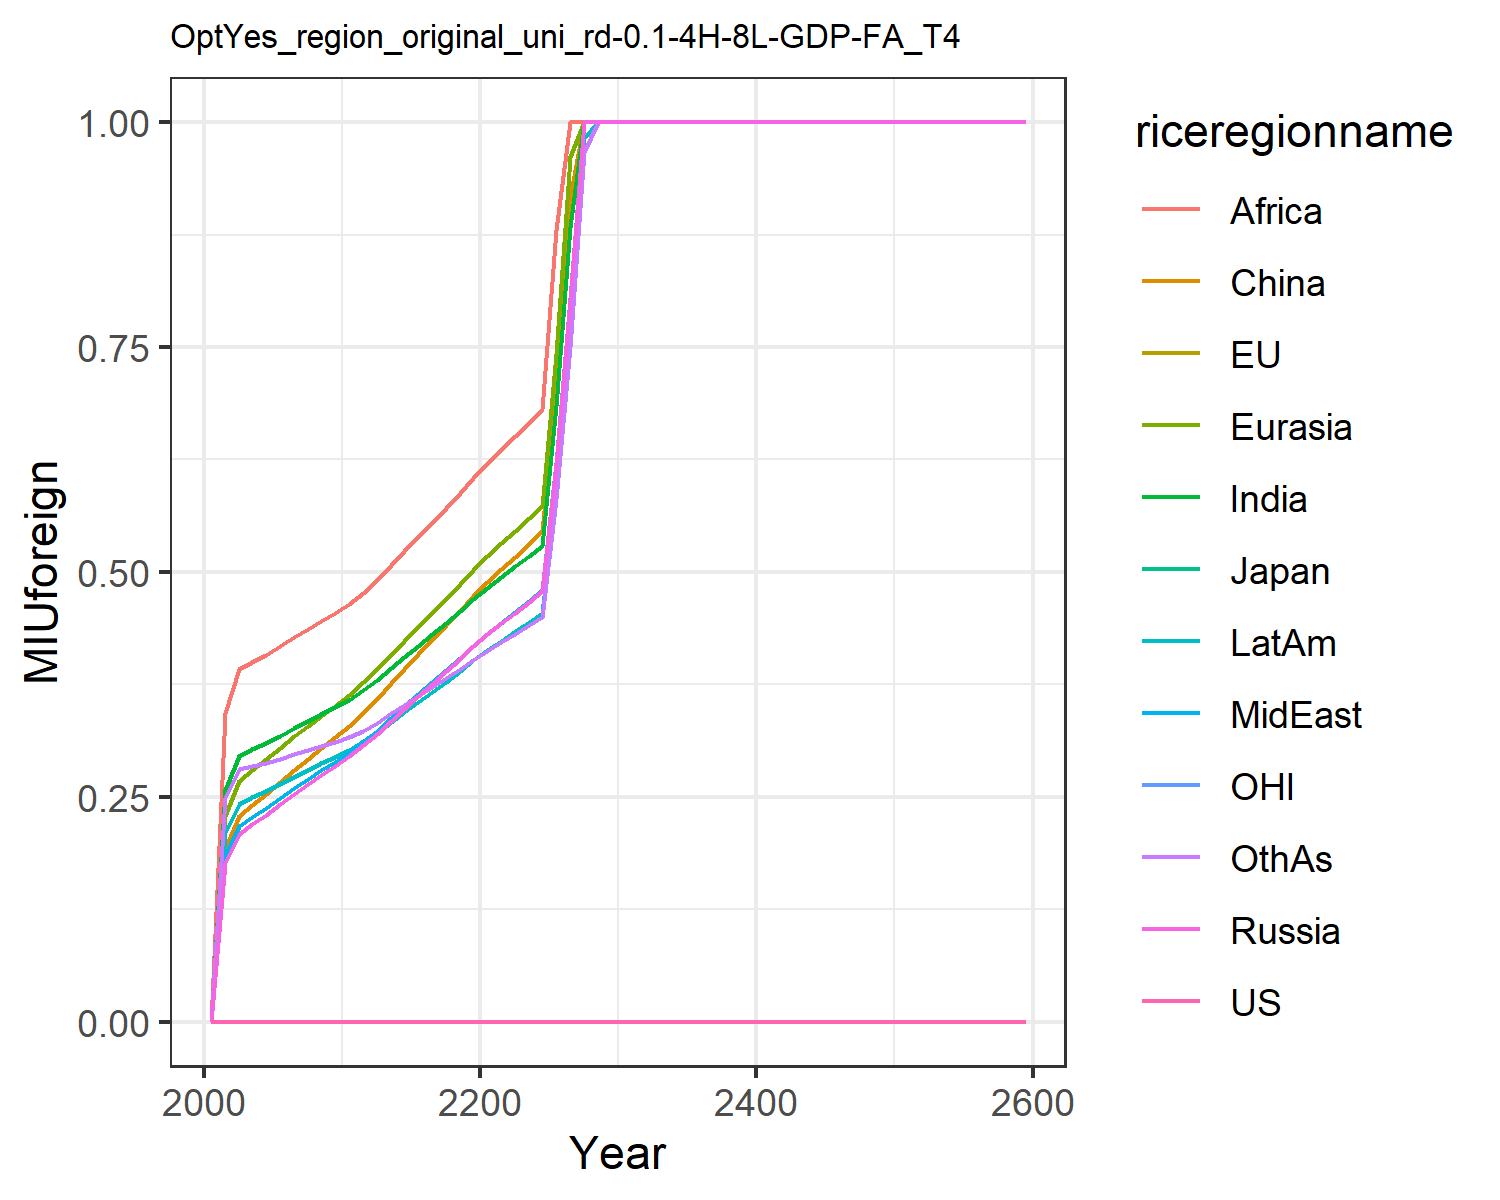 OptYes_region_original_uni_rd-0.1-4H-8L-GDP-FA_T4
MIUforeign
1.00
0.75
0.50
0.25
0.00
2000
2200
2400
2600
Year
riceregionname
Africa
China
EU
Eurasia
India
Japan
LatAm
MidEast
OHI
OthAs
Russia
US